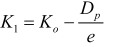 K₁ = Kₒ − Dₚ/e